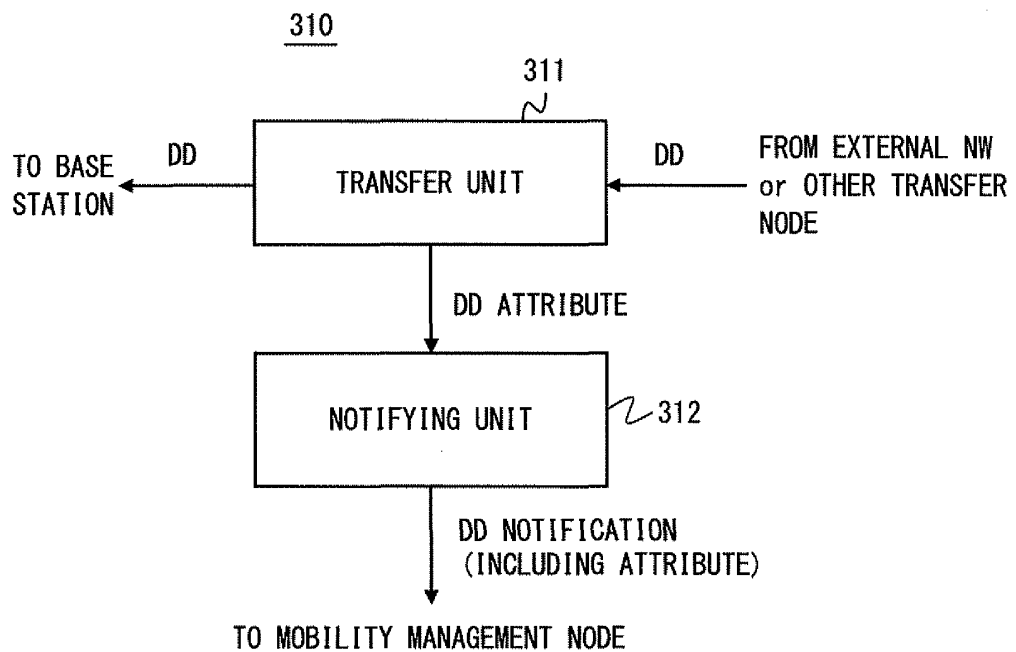 310
311
TO BASE
STATION
DD
TRANSFER UNIT
DD
FROM EXTERNAL NW
or OTHER TRANSFER
NODE
DD ATTRIBUTE
NOTIFYING UNIT
312
DD NOTIFICATION
(INCLUDING ATTRIBUTE)
TO MOBILITY MANAGEMENT NODE